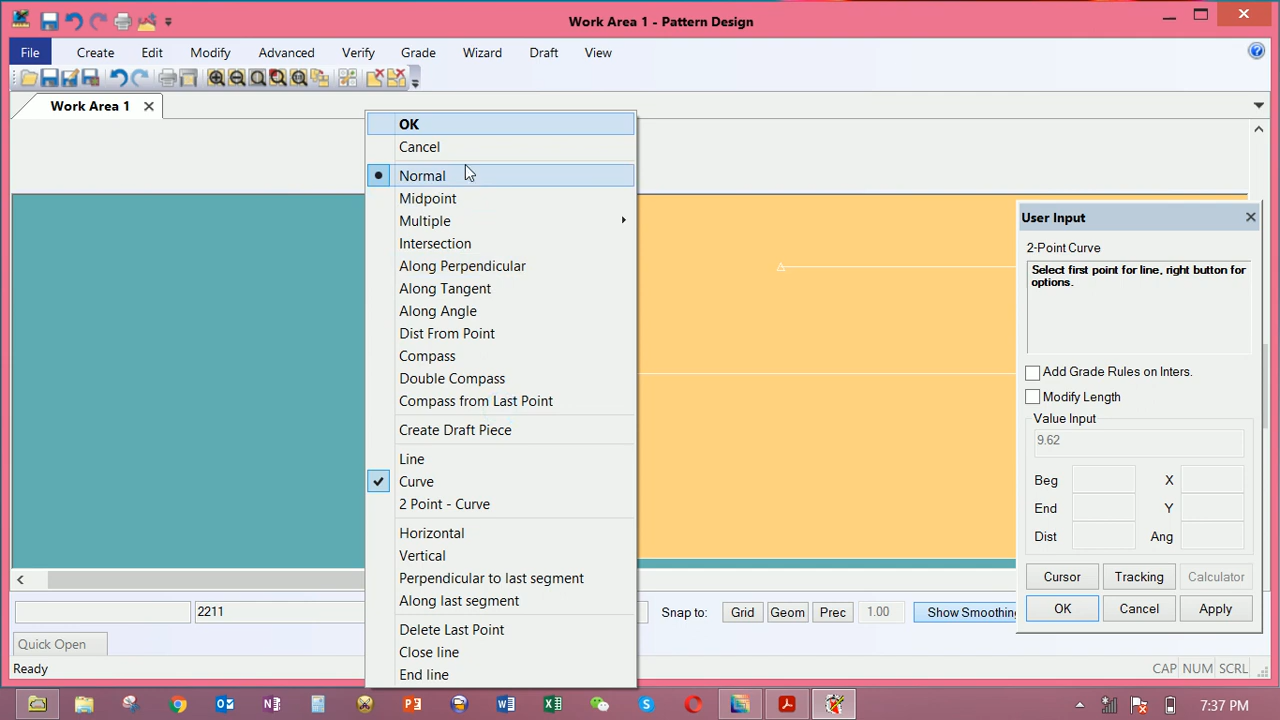 Work Area 1 - Pattern Design
File Create Edit Modify Advanced Verify Grade Wizard Draft View
Work Area 1
OK
Cancel
Normal
Midpoint
Multiple
Intersection
Along Perpendicular
Along Tangent
Along Angle
Dist From Point
Compass
Double Compass
Compass from Last Point
Create Draft Piece
Line
Curve
2 Point - Curve
Horizontal
Vertical
Perpendicular to last segment
Along last segment
Delete Last Point
Close line
End line
User Input
2-Point Curve
Select first point for line, right button for
options.
Add Grade Rules on Inters.
Modify Length
Value Input
9.62
Beg X
End Y
Dist Ang
Cursor Tracking Calculator
OK Cancel Apply
2211 Snap to: Grid Geom Prec 1.00 Show Smoothing
Quick Open
Ready CAP NUM SCRL
7:37 PM